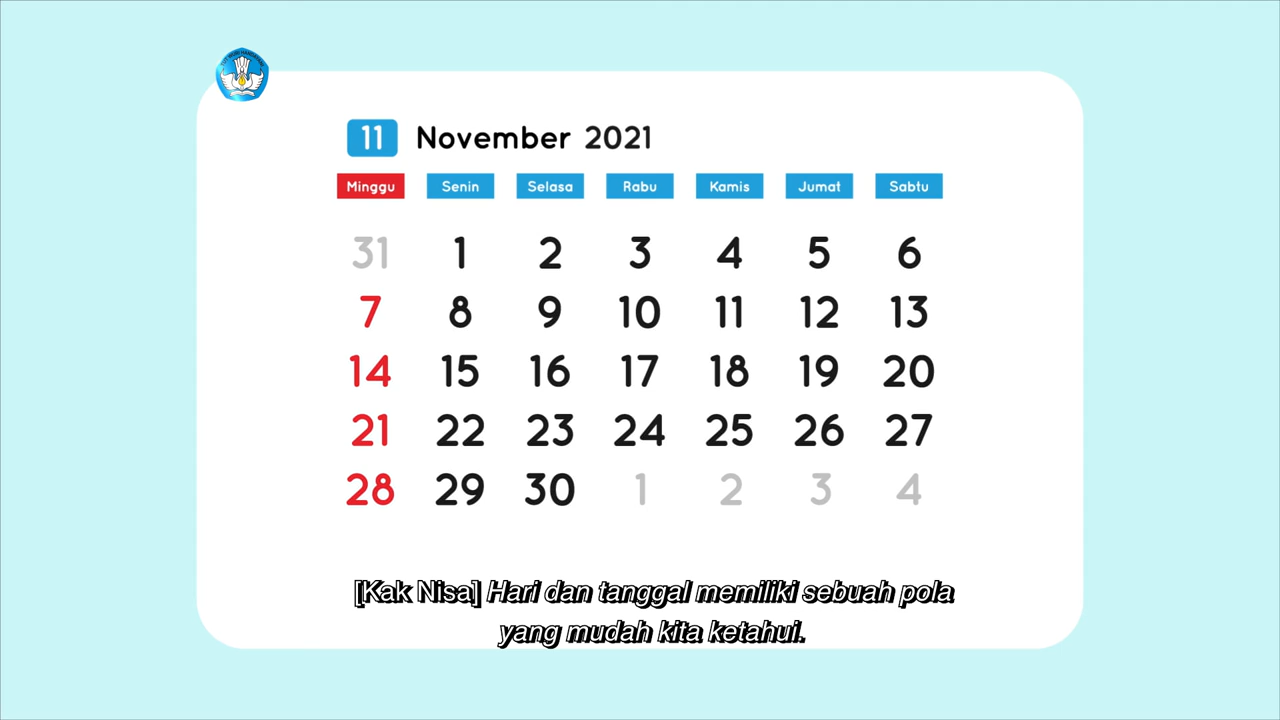 11 November 2021
Minggu Senin Selasa Rabu Kamis Jumat Sabtu
31 1 2 3 4 5 6
7 8 9 10 11 12 13
14 15 16 17 18 19 20
21 22 23 24 25 26 27
28 29 30 1 2 3 4
[Kak Nisa] Hari dan tanggal memiliki sebuah pola
yang mudah kita ketahui.